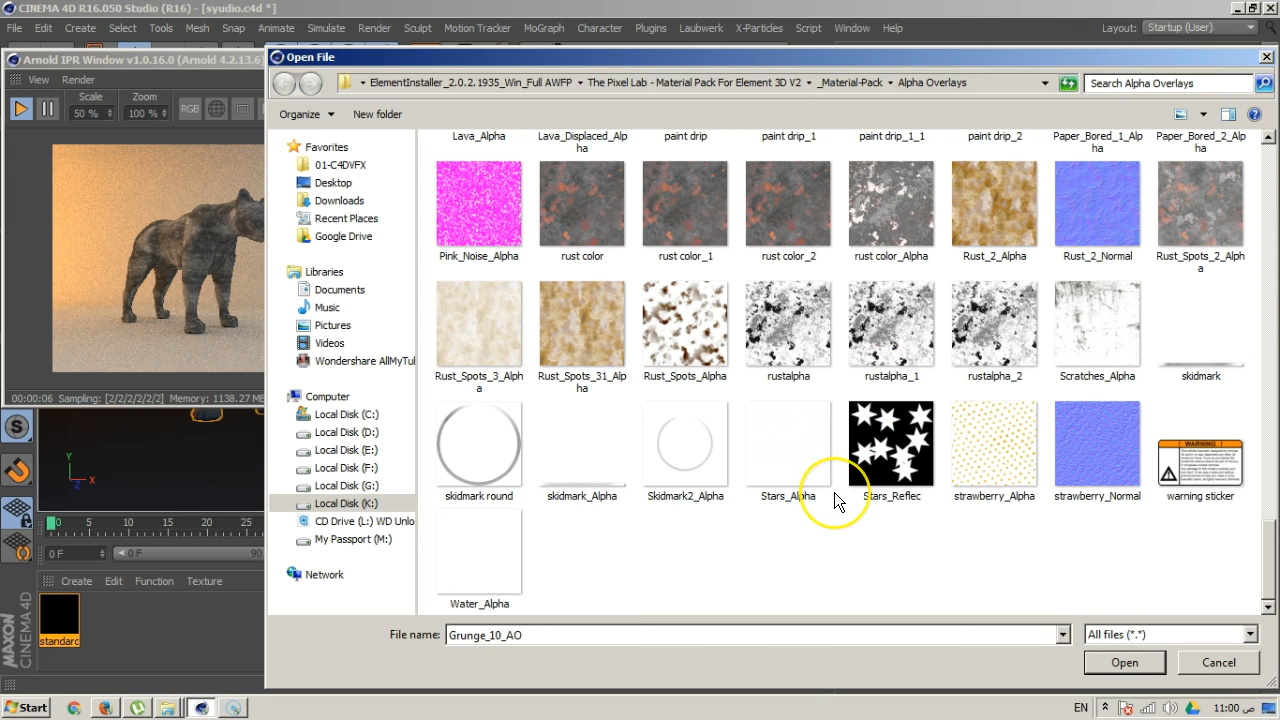 CINEMA 4D R16.050 Studio (R16) - [syudio.c4d *]
File Edit Create Select Tools Mesh Snap Animate Simulate Render Sculpt Motion Tracker MoGraph Character Plugins Laubwerk X-Particles Script Window Help Layout: Startup (User)
Arnold IPR Window v1.0.16.0 (Arnold 4.2.13.6)
View Render
Scale Zoom
50 % 100 % RGB
00:00:06 Sampling: [2/2/2/2/2/2] Memory: 1138.27 MB
Open File
ElementInstaller_2.0.2.1935_Win_Full AWFP The Pixel Lab - Material Pack For Element 3D V2 _Material-Pack Alpha Overlays Search Alpha Overlays
Organize New folder
Favorites
01-C4DVFX
Desktop
Downloads
Recent Places
Google Drive
Libraries
Documents
Music
Pictures
Videos
Wondershare AllMyTu
Computer
Local Disk (C:)
Local Disk (D:)
Local Disk (E:)
Local Disk (F:)
Local Disk (G:)
Local Disk (K:)
CD Drive (L:) WD Unlo
My Passport (M:)
Network
Lava_Alpha Lava_Displaced_Alpha paint drip paint drip_1 paint drip_1_1 paint drip_2 Paper_Bored_1_Alpha Paper_Bored_2_Alpha
Pink_Noise_Alpha rust color rust color_1 rust color_2 rust color_Alpha Rust_2_Alpha Rust_2_Normal Rust_Spots_2_Alpha
Rust_Spots_3_Alpha Rust_Spots_31_Alpha Rust_Spots_Alpha rustalpha rustalpha_1 rustalpha_2 Scratches_Alpha skidmark
WARNING
skidmark round skidmark_Alpha Skidmark2_Alpha Stars_Alpha Stars_Reflec strawberry_Alpha strawberry_Normal warning sticker
Water_Alpha
File name: Grunge_10_AO All files (*.*)
Open Cancel
Y
X
Z
0 5 10 15 20 25 30 35 40
0 F 0 F 90
Create Edit Function Texture
standard
MAXON
CINEMA 4D
Start EN 11:00 ص